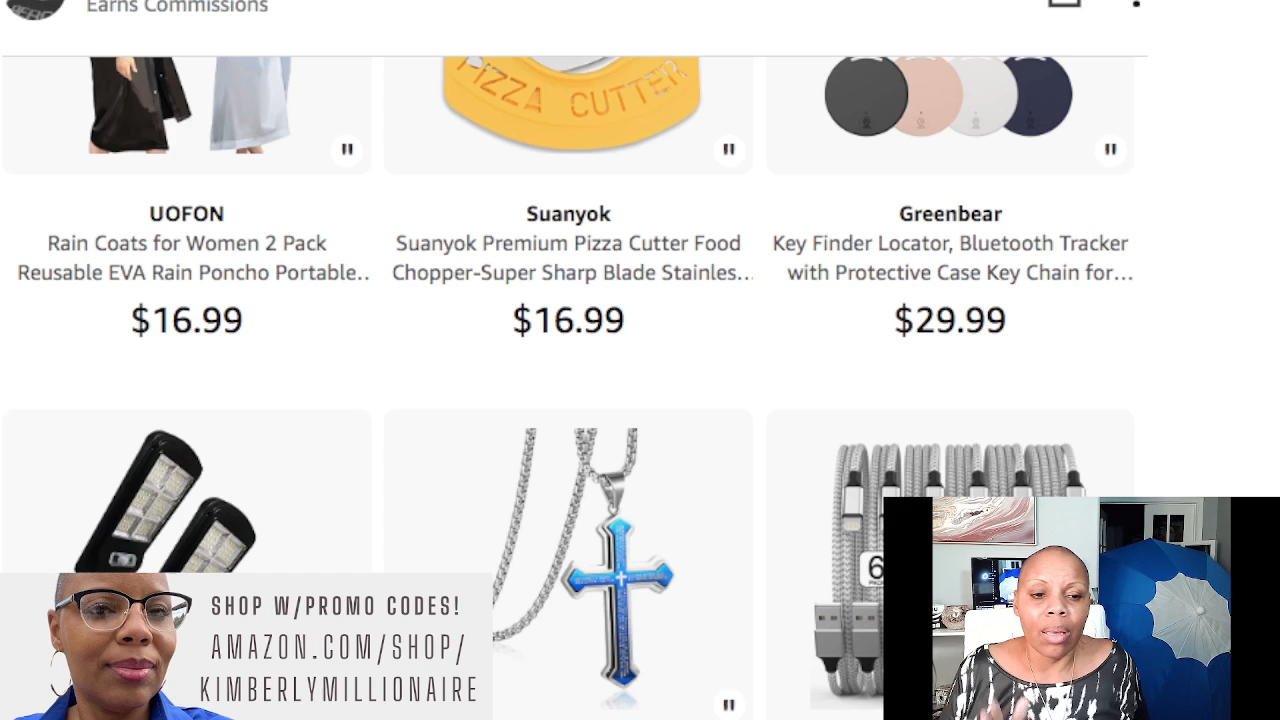 Earns Commissions
PIZZA CUTTER
UOFON
Rain Coats for Women 2 Pack
Reusable EVA Rain Poncho Portable..
$16.99
Suanyok
Suanyok Premium Pizza Cutter Food
Chopper-Super Sharp Blade Stainles...
$16.99
Greenbear
Key Finder Locator, Bluetooth Tracker
with Protective Case Key Chain for...
$29.99
6
SHOP W/PROMO CODES!
AMAZON.COM/SHOP/
KIMBERLYMILLIONAIRE